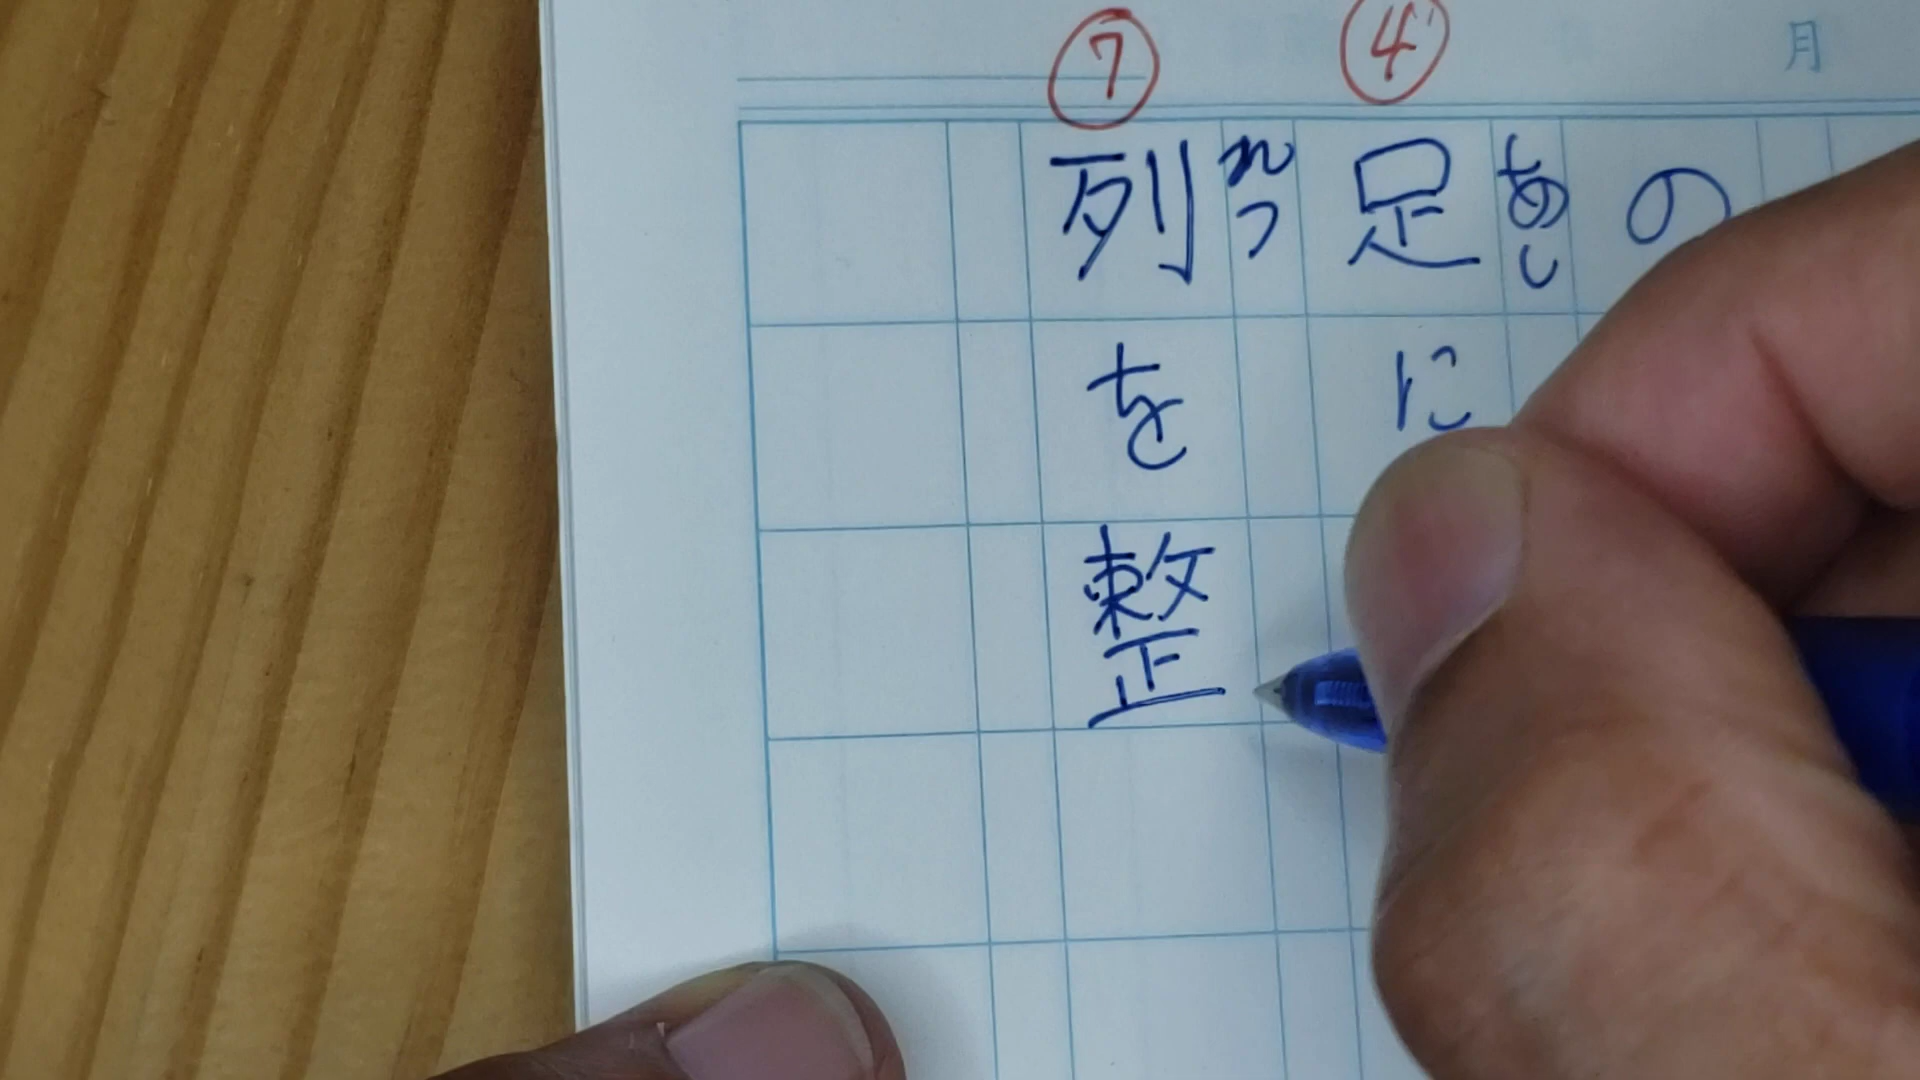 月
の
④
足に
あし
⑦
列を整
れつ